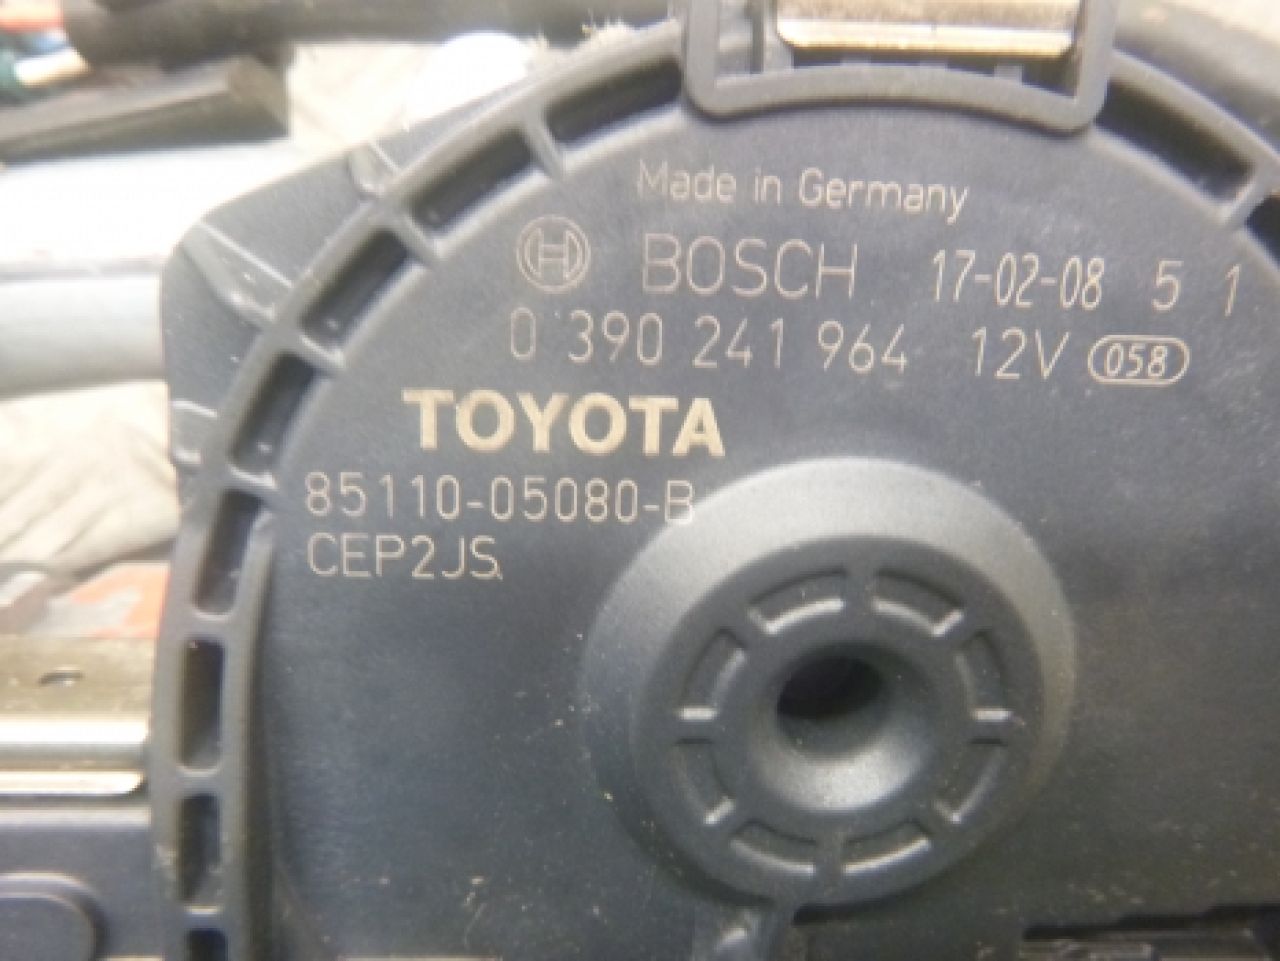 Made in Germany
BOSCH 17-02-08 5 1
0 390 241 964 12V 058
TOYOTA
85110-05080-B
CEP2JS